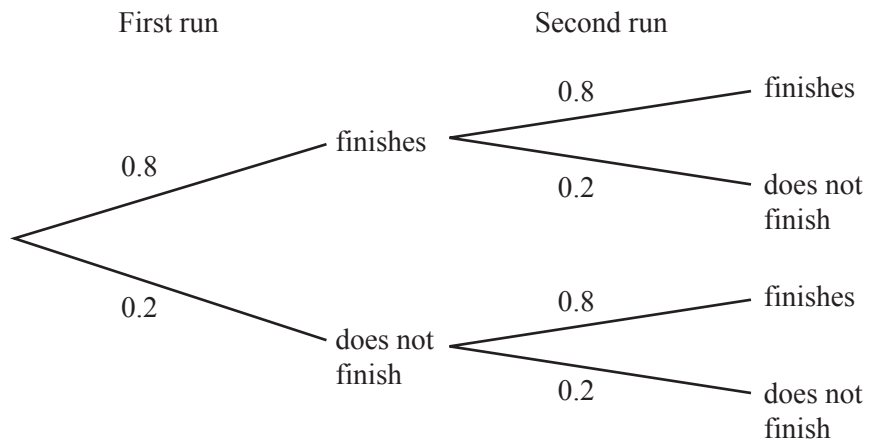 First run
Second run
0.8
finishes
0.2
does not
finish
0.8
finishes
0.2
does not
finish
0.8
finishes
0.2
does not
finish